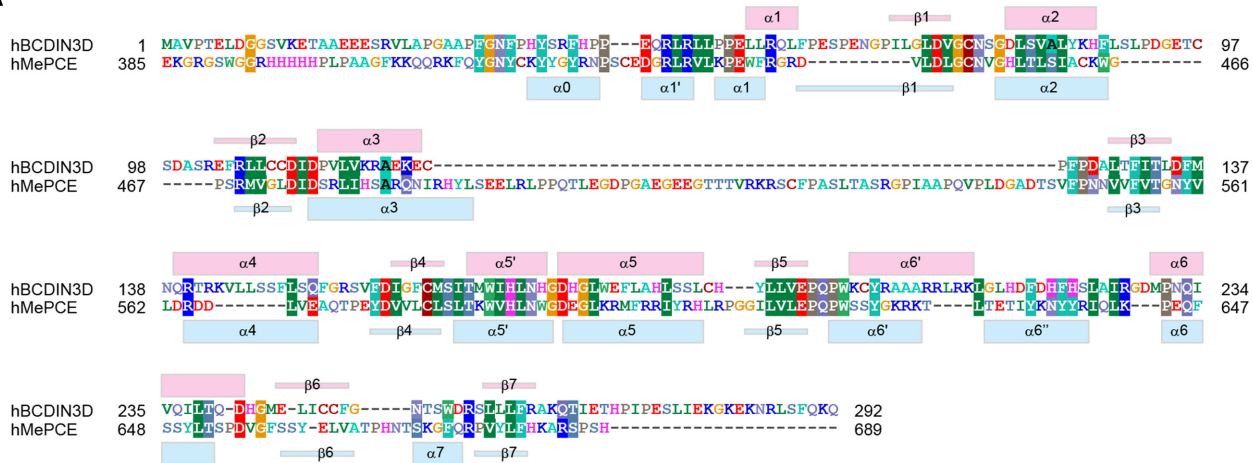 α1 β1 α2
hBCDIN3D 1 MAVPTELDGGSVKETAAEEESRVLAPGAAPFGNFPHYSRFHPP---EQRLRLLPPELLRQLFPESPENGPILGLDVGCNSGDLSVALYKHFLSLPDGETC 97
hMePCE 385 EKGRGSWGGRHHHHHPLPAAGFKKQQRKFQYGNYCKYYGYRNPSCEDGRLRVLKPEWFRGRD----------VLDLGCNVGHLTLSIACKWG-------- 466
α0 α1' α1 β1 α2
β2 α3 β3
hBCDIN3D 98 SDASREFRLLCCDIDPVLVKRAEKEC------------------------------------------------------------PFPDALTFITLDFM 137
hMePCE 467 -----PSRMVGLDIDSRLIHSARQNIRHYLSEELRLPPQTLEGDPGAEGEEGTTTVRKRSCFPASLTASRGPIAAPQVPLDGADTSVFPNNVVFVTGNYV 561
β2 α3 β3
α4 β4 α5' α5 β5 α6' α6
hBCDIN3D 138 NQRTRKVLLSSFLSQFGRSVFDIGFCMSITMWIHLNHGDHGLWEFLAHLSSLCH---YLLVEPQPWKCYRAAARRLRKLGLHDFDHFHSLAIRGDMPNQI 234
hMePCE 562 LDRDD-------LVEAQTPEYDVVLCLSLTKWVHLNWGDEGLKRMFRRIYRHLRPGGILVLEPQPWSSYGKRKT----LTETIYKNYYRIQLK---PEQF 647
α4 β4 α5' α5 β5 α6' α6'' α6
β6 β7
hBCDIN3D 235 VQILTQ-DHGME-LICCFG-----NTSWDRSLLLFRAKQTIETHPIPESLIEKGKEKNRLSFQKQ 292
hMePCE 648 SSYLTSPDVGFSSY-ELVATPHNTSKGFQRPVYLFHKARSPSH---------------------- 689
β6 α7 β7